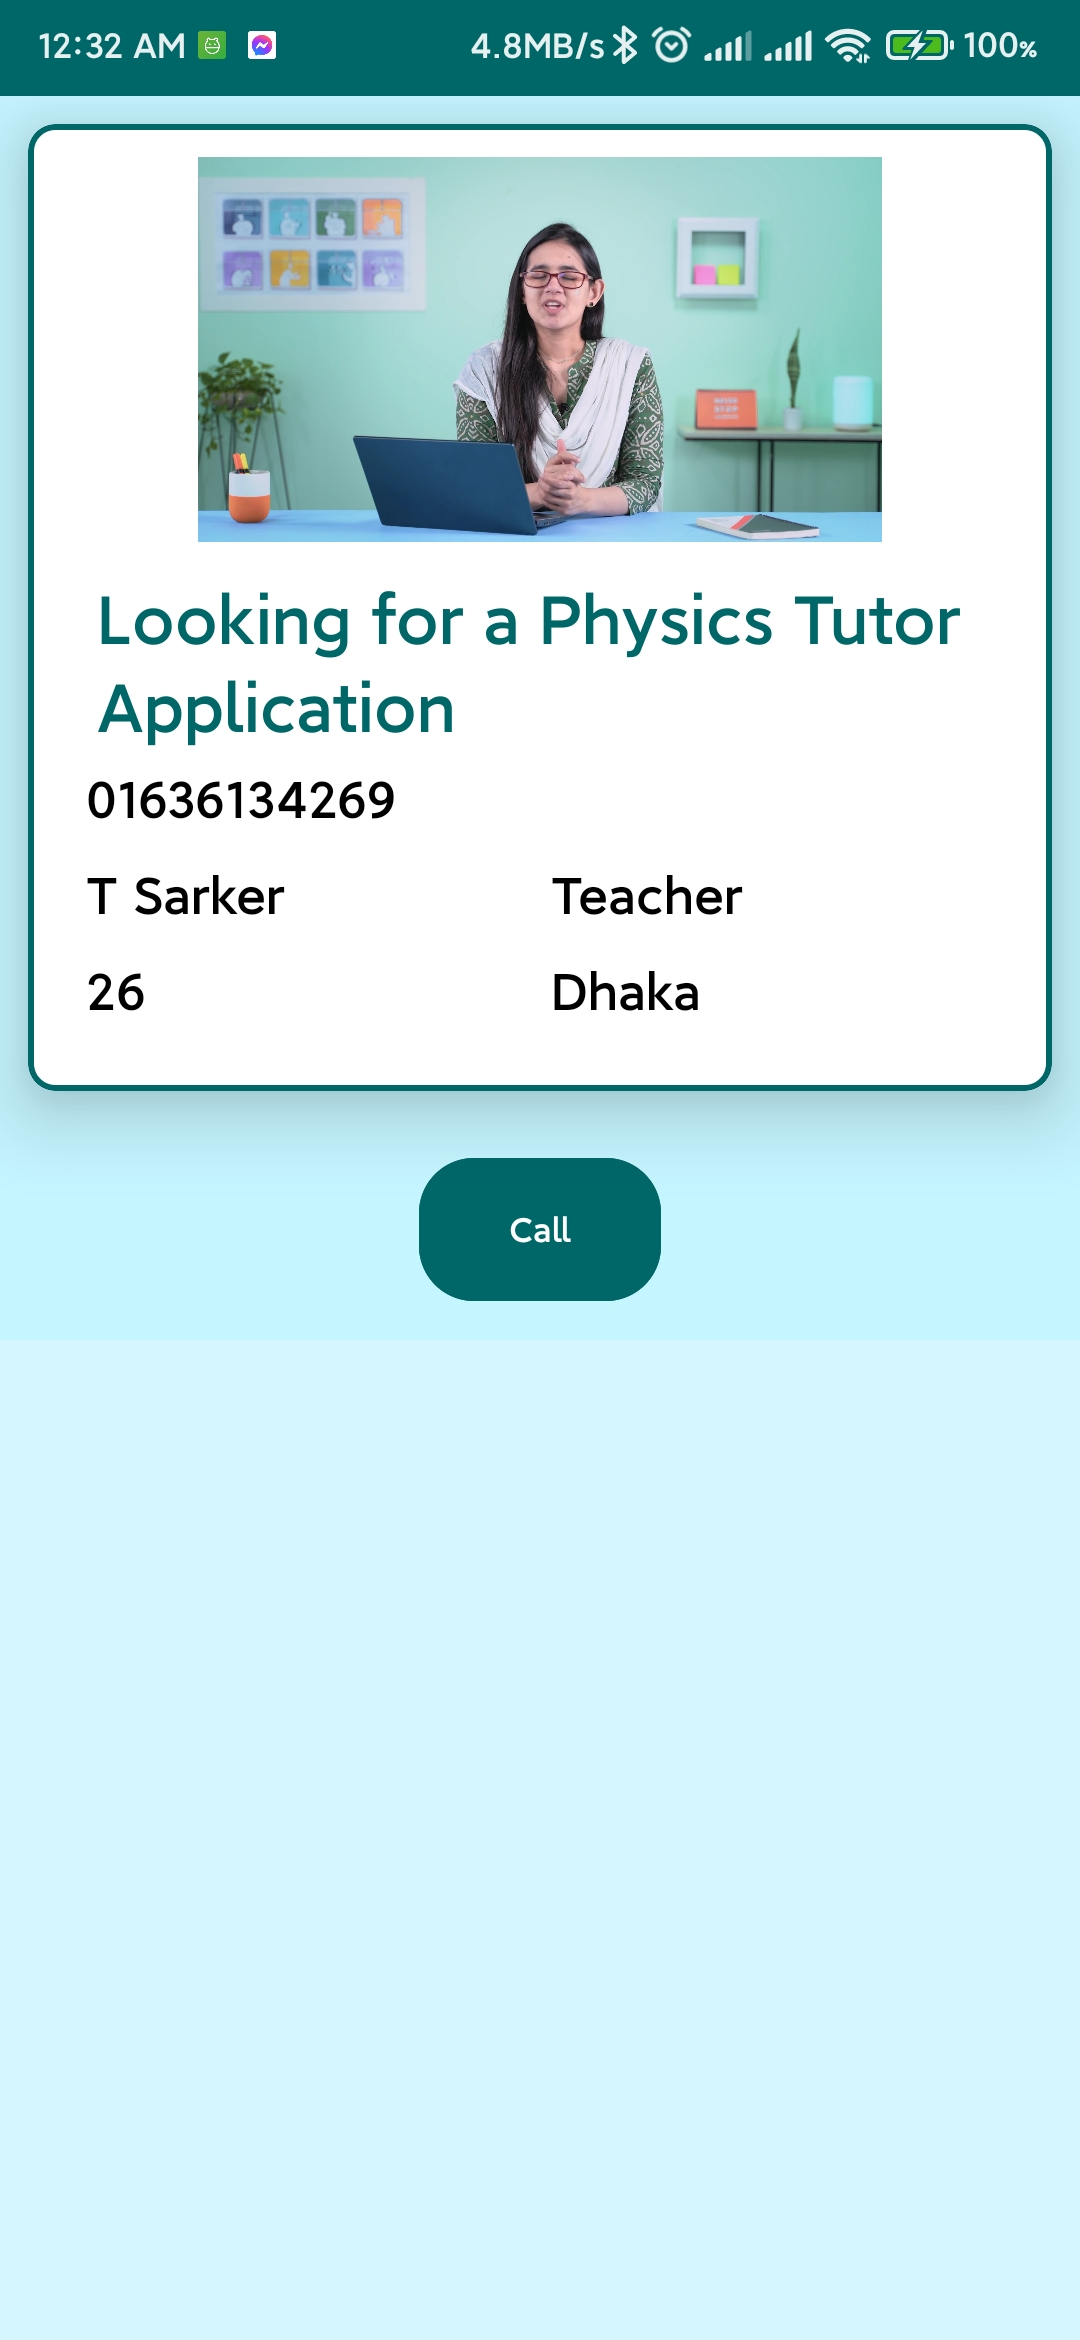 12:32 AM 4.8MB/s 100%
Looking for a Physics Tutor
Application
01636134269
T Sarker Teacher
26 Dhaka
Call